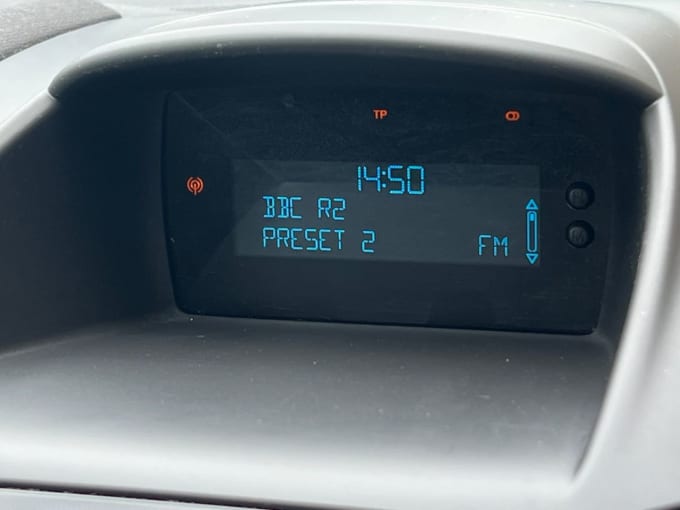 TP
14:50
BBC R2
PRESET 2 FM
H
M